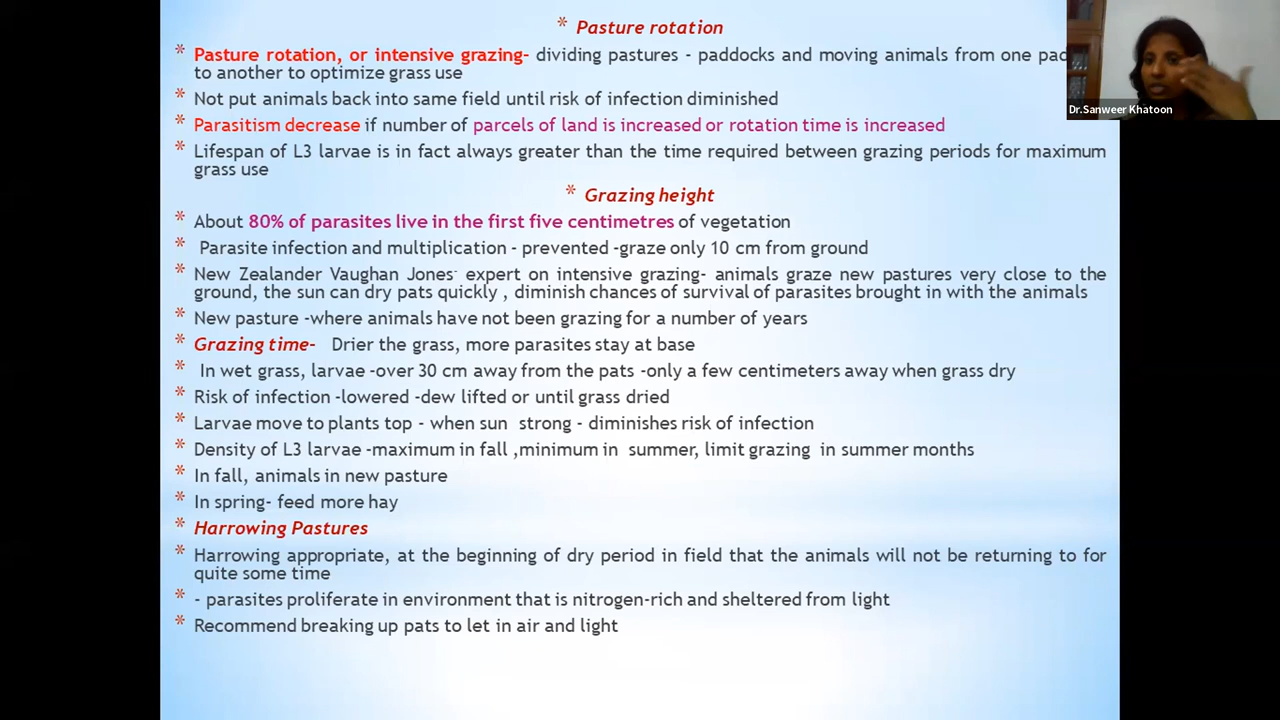 * Pasture rotation
* Pasture rotation, or intensive grazing- dividing pastures - paddocks and moving animals from one
to another to optimize grass use
* Not put animals back into same field until risk of infection diminished
* Parasitism decrease if number of parcels of land is increased or rotation time is increased
* Lifespan of L3 larvae is in fact always greater than the time required between grazing periods for maximum
grass use
* Grazing height
* About 80% of parasites live in the first five centimetres of vegetation
* Parasite infection and multiplication - prevented -graze only 10 cm from ground
* New Zealander Vaughan Jones- expert on intensive grazing- animals graze new pastures very close to the
ground, the sun can dry pats quickly , diminish chances of survival of parasites brought in with the animals
* New pasture -where animals have not been grazing for a number of years
* Grazing time- Drier the grass, more parasites stay at base
* In wet grass, larvae -over 30 cm away from the pats -only a few centimeters away when grass dry
* Risk of infection -lowered -dew lifted or until grass dried
* Larvae move to plants top - when sun strong - diminishes risk of infection
* Density of L3 larvae -maximum in fall ,minimum in summer, limit grazing in summer months
* In fall, animals in new pasture
* In spring- feed more hay
* Harrowing Pastures
* Harrowing appropriate, at the beginning of dry period in field that the animals will not be returning to for
quite some time
* - parasites proliferate in environment that is nitrogen-rich and sheltered from light
* Recommend breaking up pats to let in air and light
Dr.Sanweer Khatoon